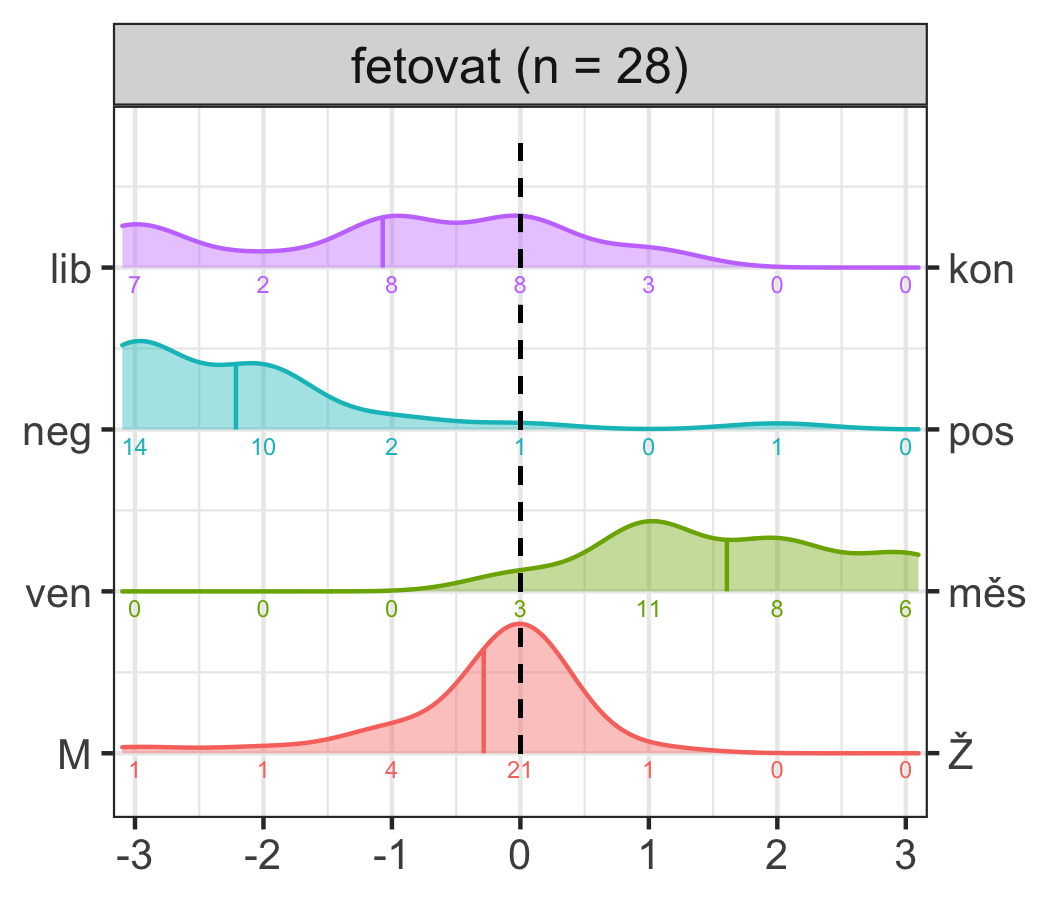 fetovat (n = 28)
lib kon
7 2 8 8 3 0 0
neg pos
14 10 2 1 0 1 0
ven měs
0 0 0 3 11 8 6
M Ž
1 1 4 21 1 0 0
-3 -2 -1 0 1 2 3